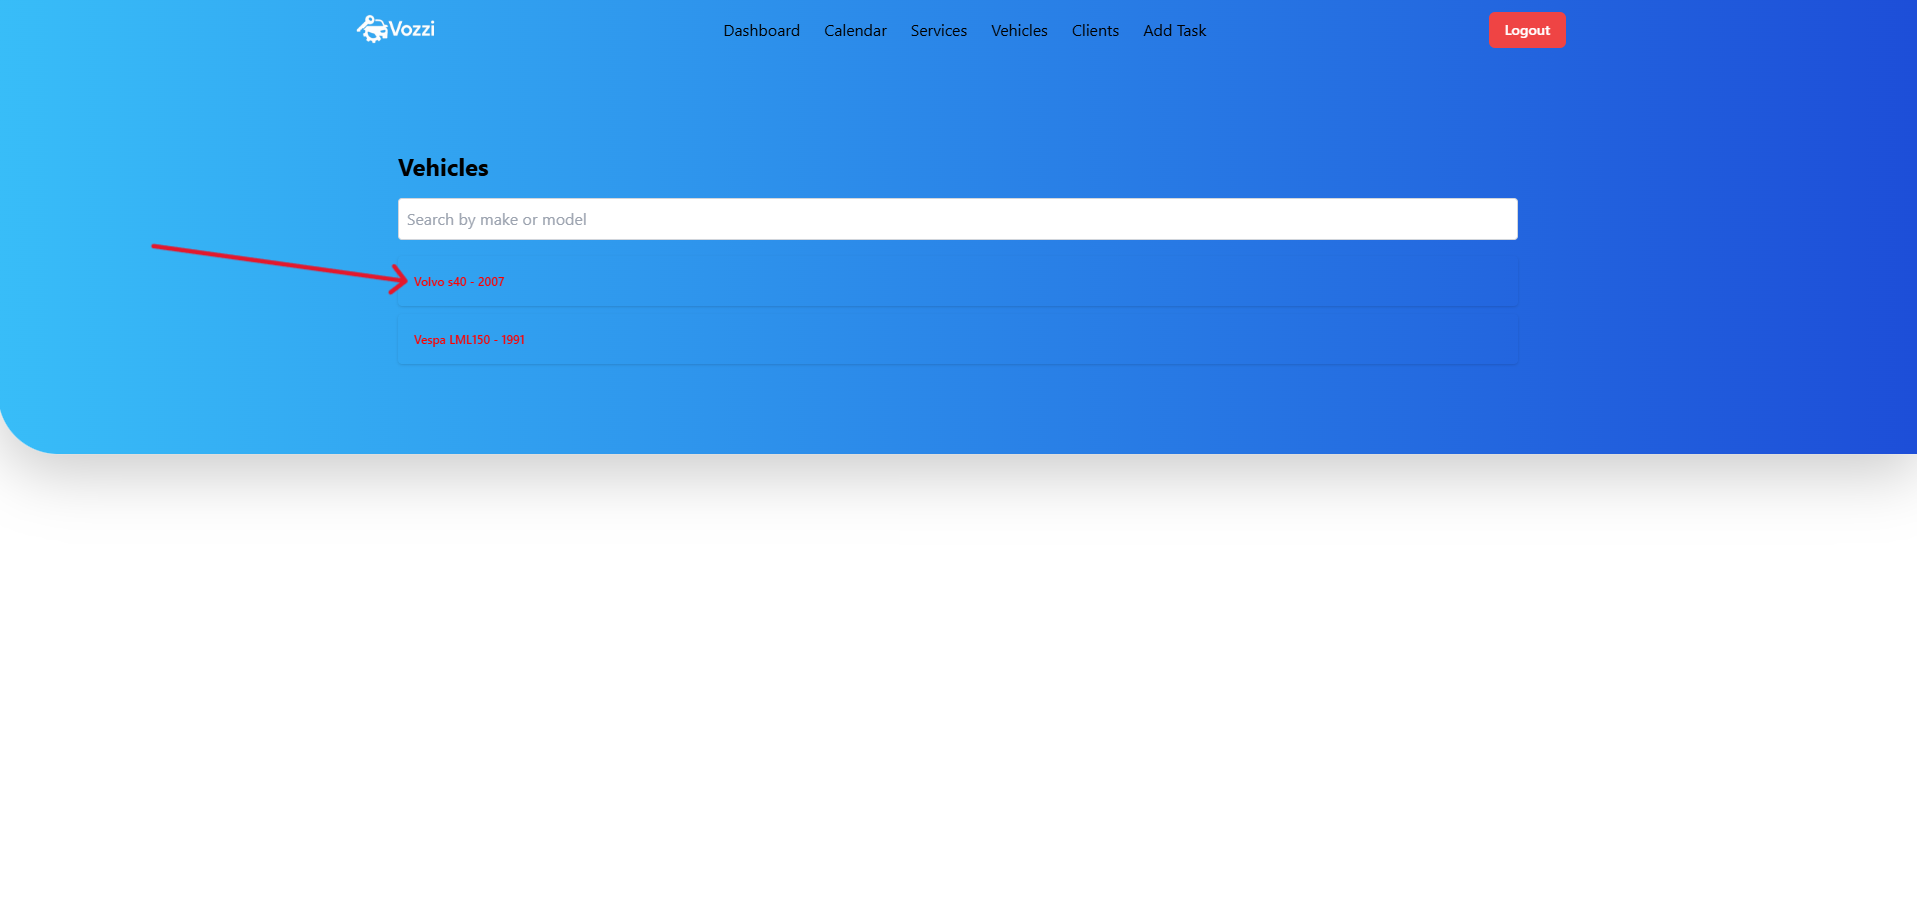 Vozzi
Dashboard Calendar Services Vehicles Clients Add Task
Logout
Vehicles
Search by make or model
Volvo s40 - 2007
Vespa LML150 - 1991